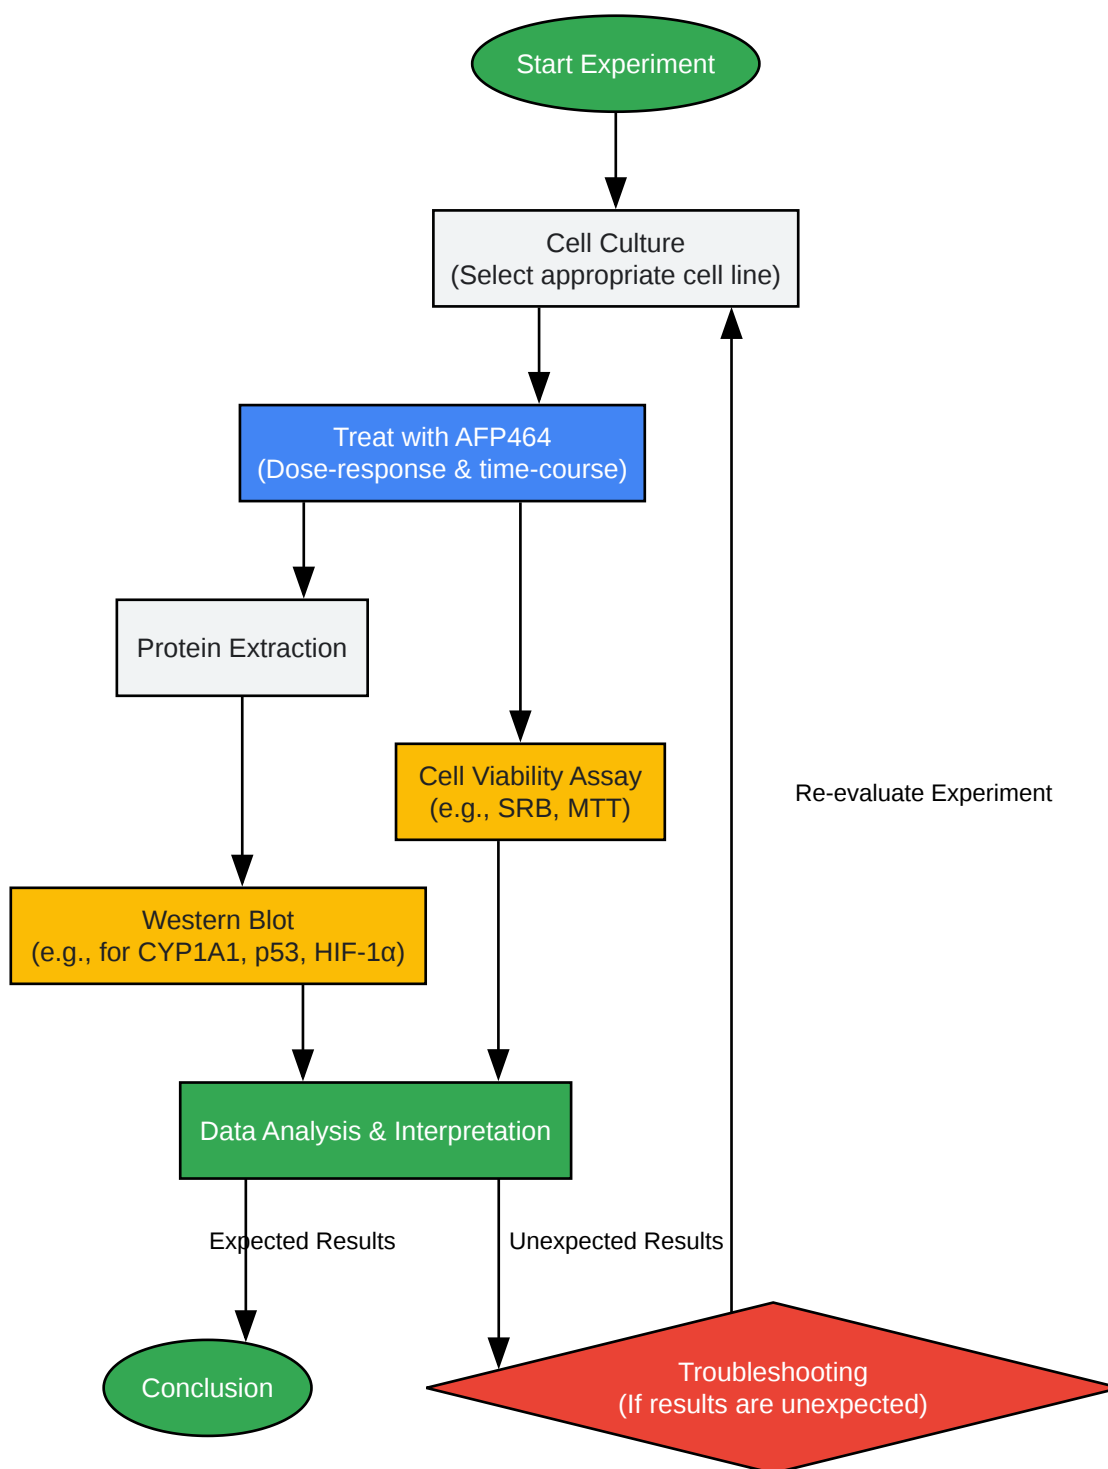 Start Experiment
Cell Culture
(Select appropriate cell line)
Treat with AFP464
(Dose-response & time-course)
Protein Extraction
Cell Viability Assay
(e.g., SRB, MTT)
Re-evaluate Experiment
Western Blot
(e.g., for CYP1A1, p53, HIF-1α)
Data Analysis & Interpretation
Expected Results
Unexpected Results
Conclusion
Troubleshooting
(If results are unexpected)